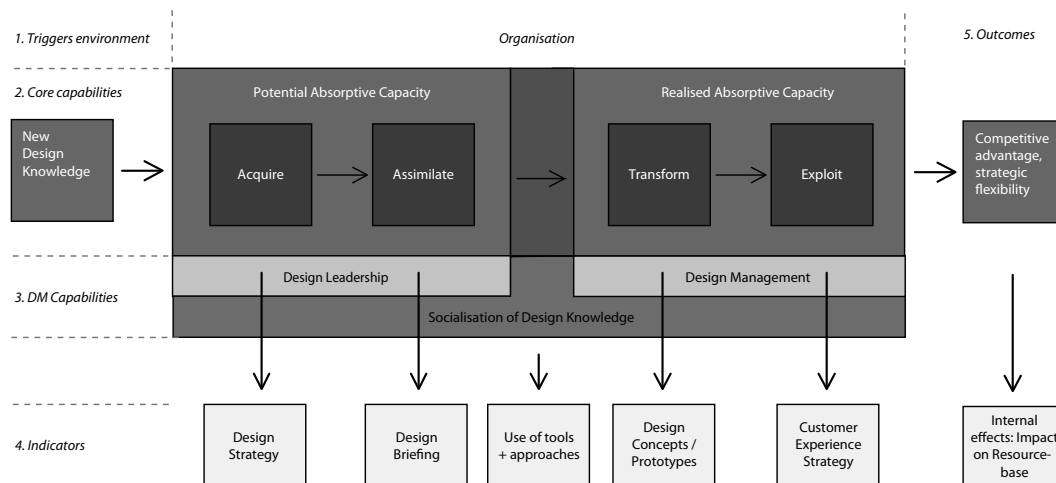 1. Triggers environment
Organisation
5. Outcomes
2. Core capabilities
Potential Absorptive Capacity
Realised Absorptive Capacity
New
Design
Knowledge
Acquire
Assimilate
Transform
Exploit
Competitive
advantage,
strategic
flexibility
3. DM Capabilities
Design Leadership
Design Management
Socialisation of Design Knowledge
4. Indicators
Design
Strategy
Design
Briefing
Use of tools
+ approaches
Design
Concepts /
Prototypes
Customer
Experience
Strategy
Internal
effects: Impact
on Resource-
base